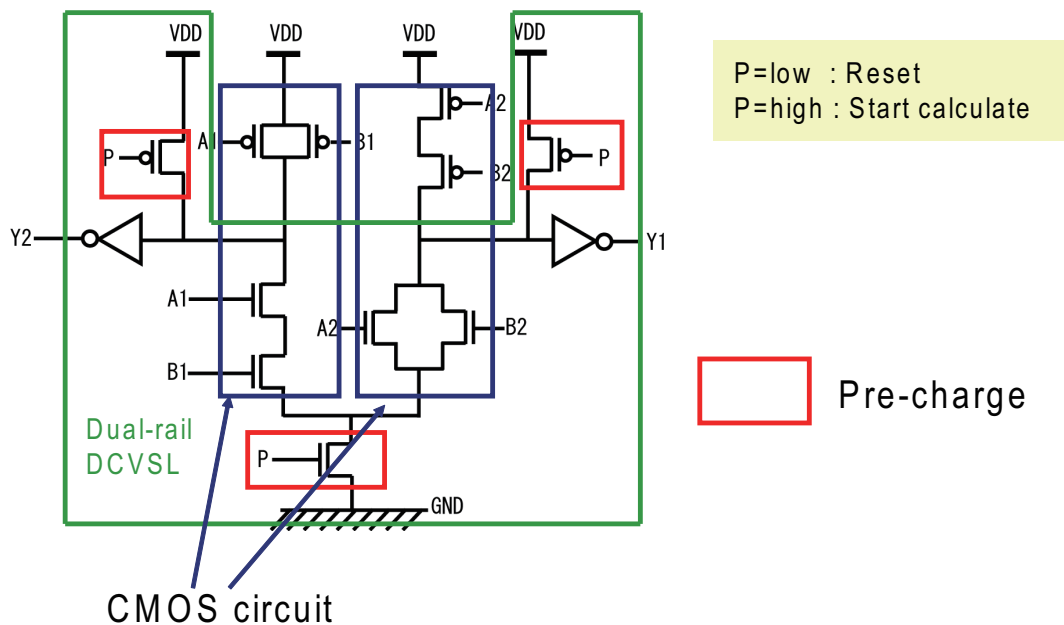 VDD
VDD
VDD
VDD
P=low : Reset
P=high : Start calculate
A2
A1
B1
P
P
B2
Y2
Y1
A1
A2
B2
B1
Pre-charge
Dual-rail
DCVSL
P
GND
CMOS circuit